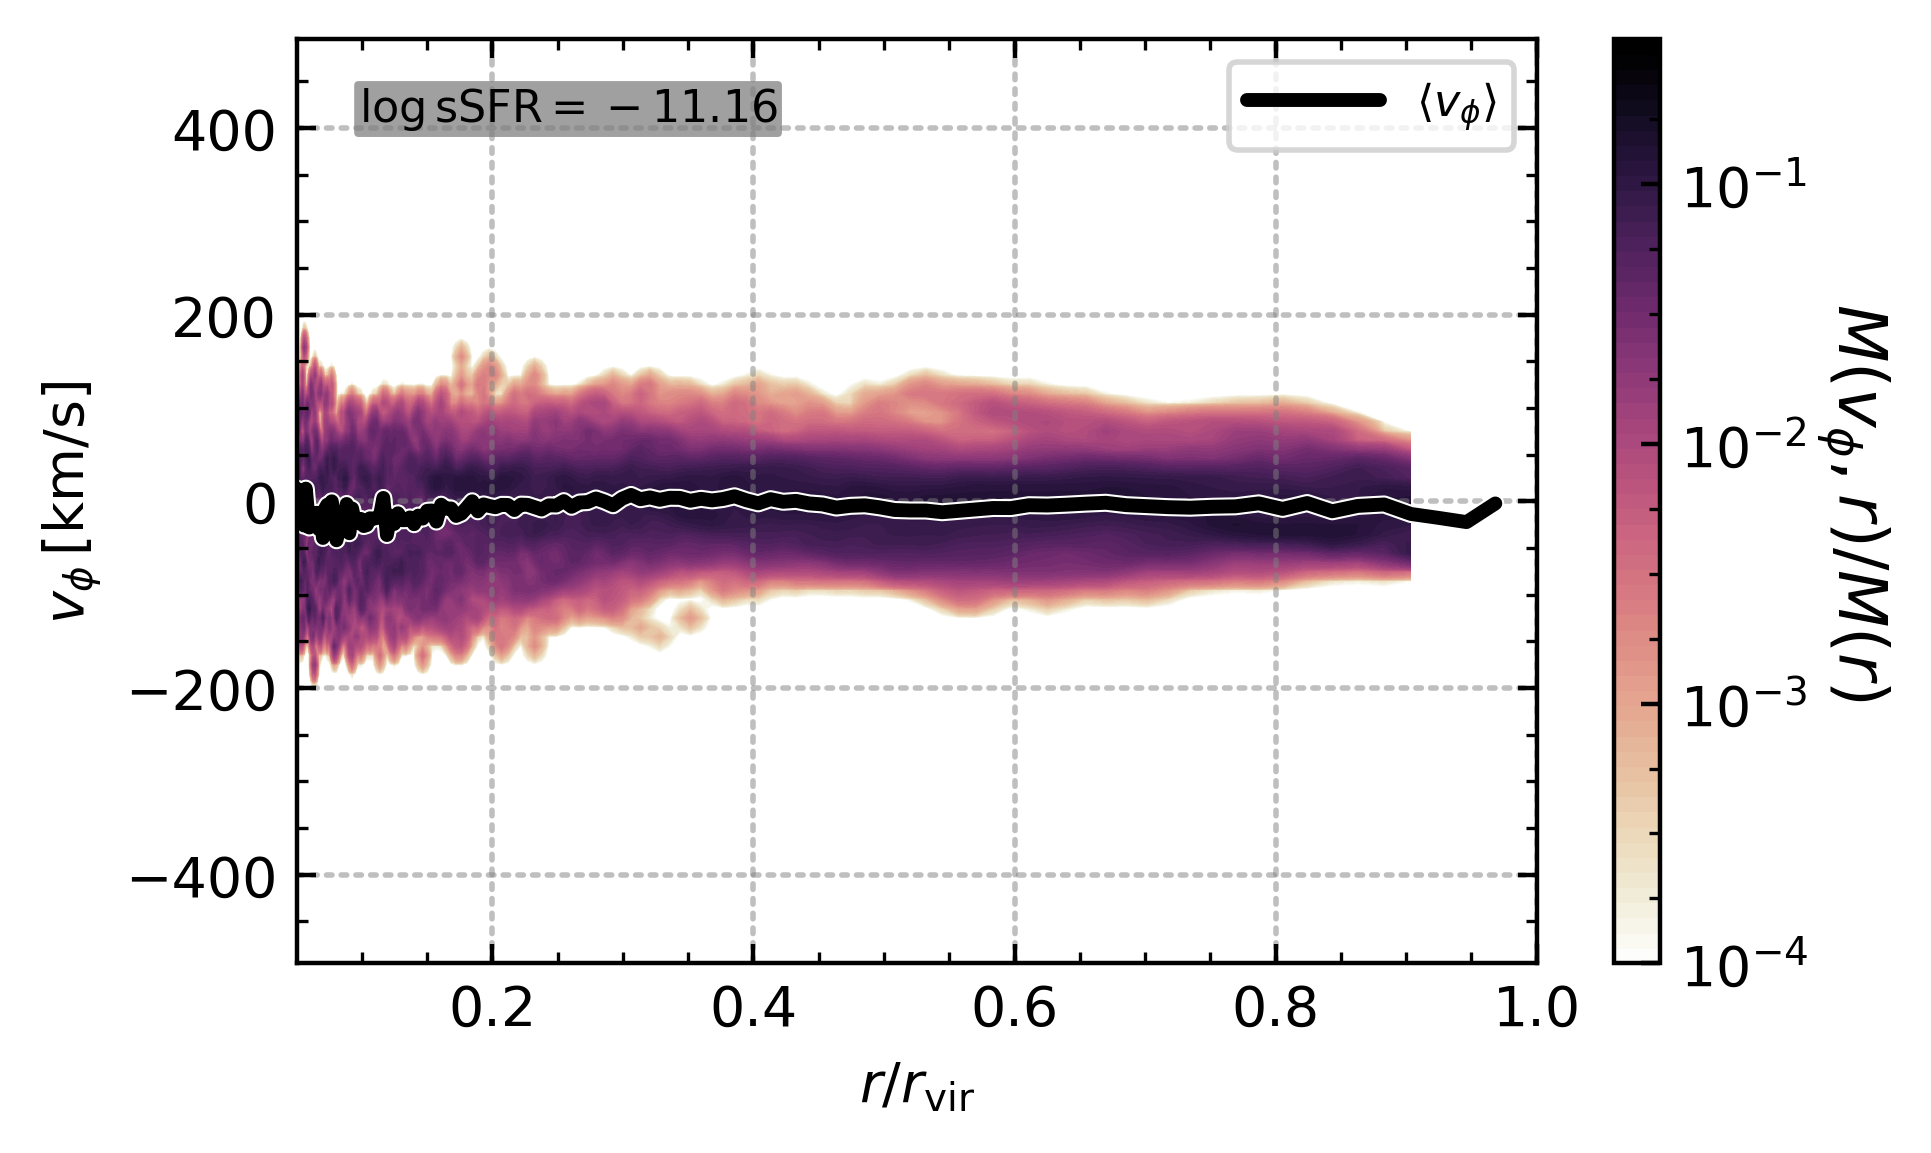 log sSFR = − 11.16
⟨v_ϕ⟩
400
200
0
−200
−400
v_ϕ [km/s]
0.2 0.4 0.6 0.8 1.0
r/r_vir
10^−1
10^−2
10^−3
10^−4
M(v_ϕ, r)/M(r)